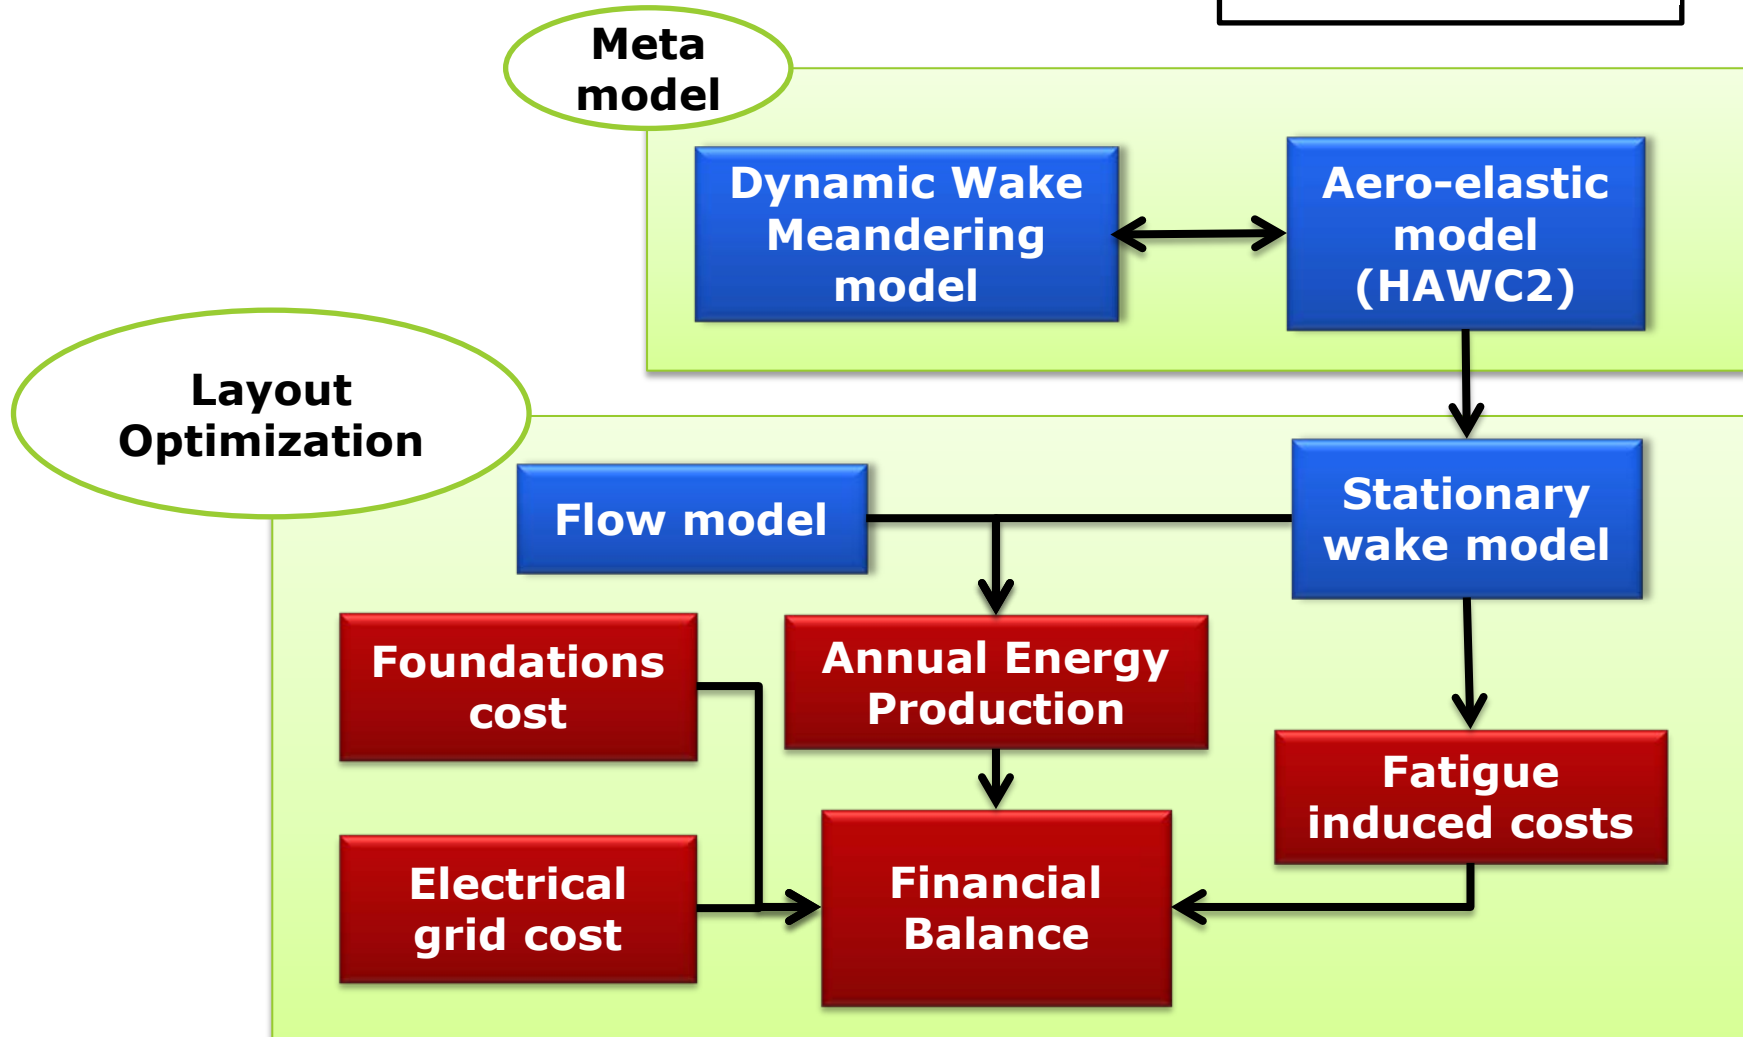 Meta
model
Dynamic Wake
Meandering
model
Aero-elastic
model
(HAWC2)
Layout
Optimization
Flow model
Stationary
wake model
Foundations
cost
Annual Energy
Production
Fatigue
induced costs
Electrical
grid cost
Financial
Balance